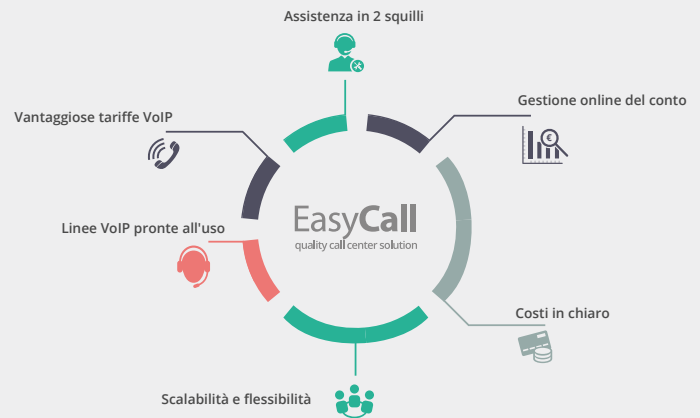 Assistenza in 2 squilli
Gestione online del conto
€
Vantaggiose tariffe VoIP
EasyCall
quality call center solution
Linee VoIP pronte all'uso
Costi in chiaro
Scalabilità e flessibilità